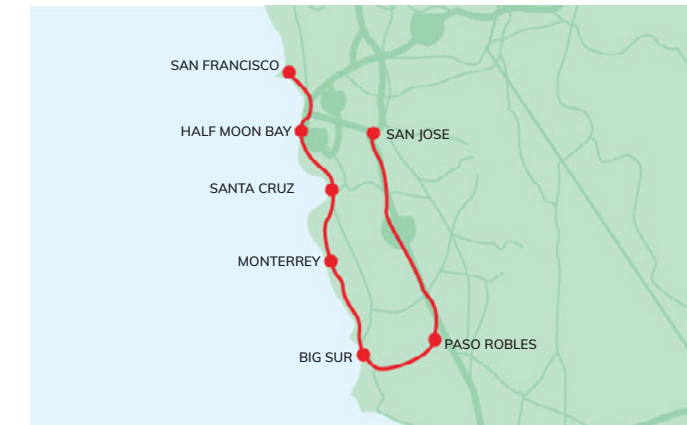 SAN FRANCISCO
HALF MOON BAY
SAN JOSE
SANTA CRUZ
MONTERREY
PASO ROBLES
BIG SUR